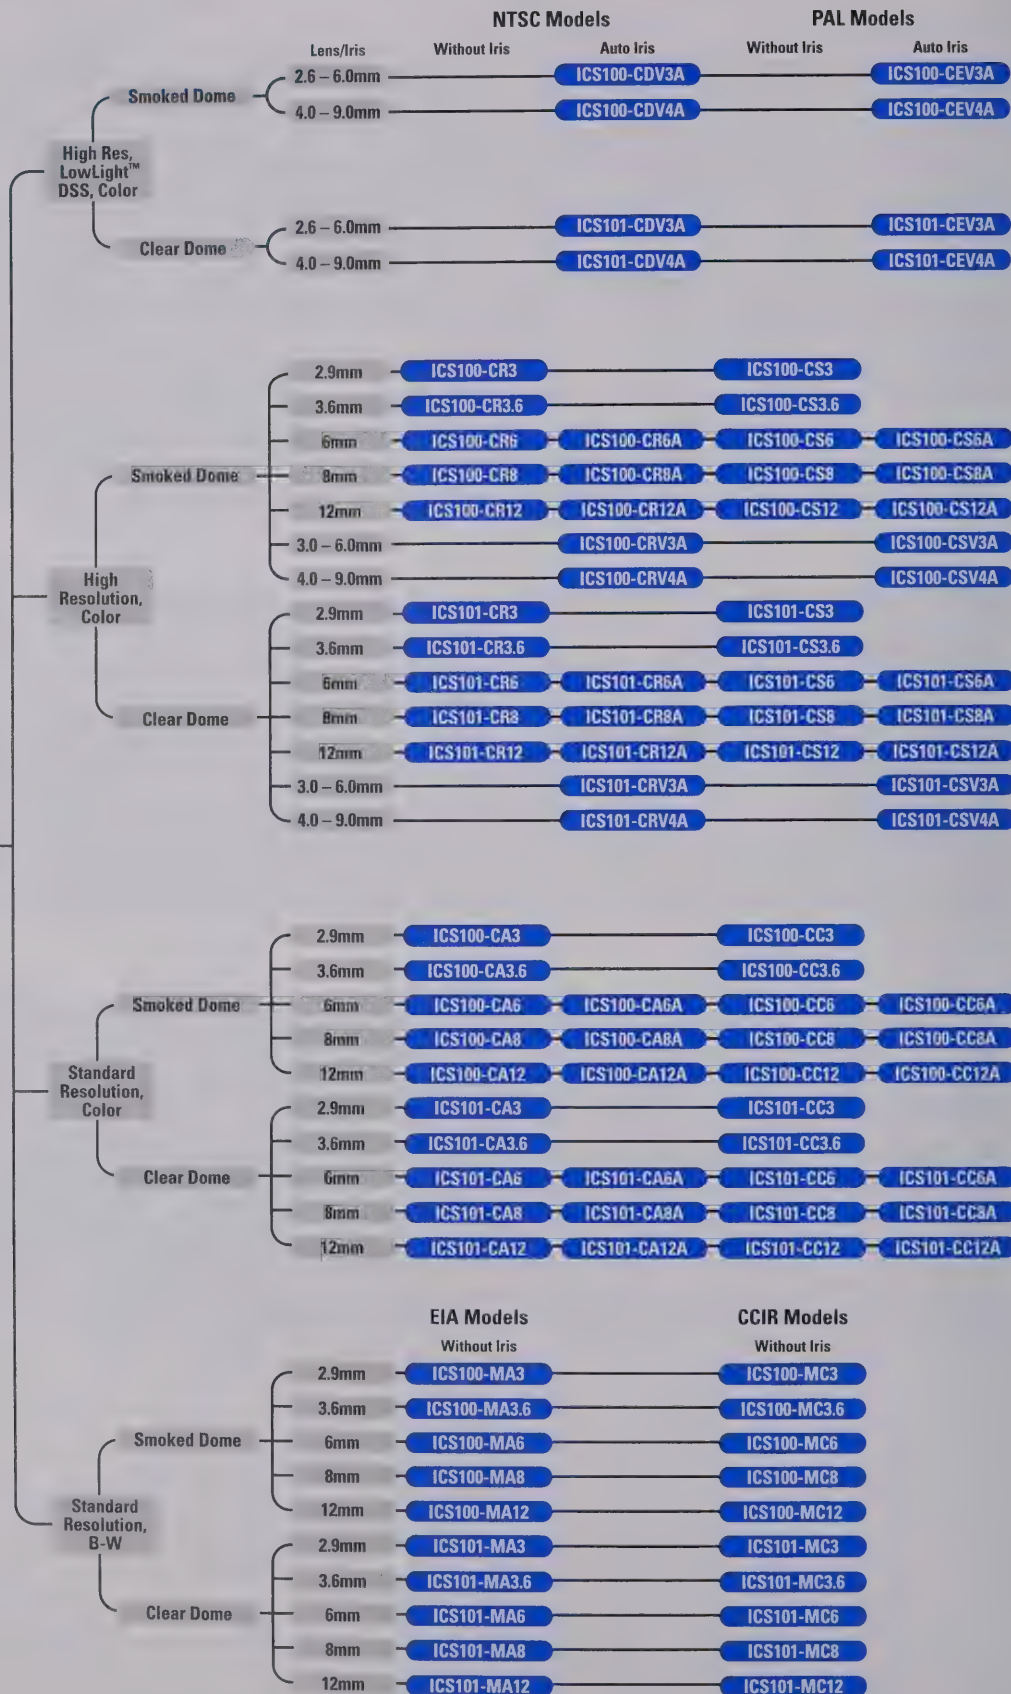 NTSC Models PAL Models
Lens/Iris Without Iris Auto Iris Without Iris Auto Iris
2.6 – 6.0mm ICS100-CDV3A ICS100-CEV3A
Smoked Dome
4.0 – 9.0mm ICS100-CDV4A ICS100-CEV4A
High Res,
LowLight™
DSS, Color
2.6 – 6.0mm ICS101-CDV3A ICS101-CEV3A
Clear Dome
4.0 – 9.0mm ICS101-CDV4A ICS101-CEV4A
2.9mm ICS100-CR3 ICS100-CS3
3.6mm ICS100-CR3.6 ICS100-CS3.6
6mm ICS100-CR6 ICS100-CR6A ICS100-CS6 ICS100-CS6A
Smoked Dome 8mm ICS100-CR8 ICS100-CR8A ICS100-CS8 ICS100-CS8A
12mm ICS100-CR12 ICS100-CR12A ICS100-CS12 ICS100-CS12A
3.0 – 6.0mm ICS100-CRV3A ICS100-CSV3A
4.0 – 9.0mm ICS100-CRV4A ICS100-CSV4A
High
Resolution,
Color
2.9mm ICS101-CR3 ICS101-CS3
3.6mm ICS101-CR3.6 ICS101-CS3.6
6mm ICS101-CR6 ICS101-CR6A ICS101-CS6 ICS101-CS6A
Clear Dome 8mm ICS101-CR8 ICS101-CR8A ICS101-CS8 ICS101-CS8A
12mm ICS101-CR12 ICS101-CR12A ICS101-CS12 ICS101-CS12A
3.0 – 6.0mm ICS101-CRV3A ICS101-CSV3A
4.0 – 9.0mm ICS101-CRV4A ICS101-CSV4A
2.9mm ICS100-CA3 ICS100-CC3
3.6mm ICS100-CA3.6 ICS100-CC3.6
Smoked Dome 6mm ICS100-CA6 ICS100-CA6A ICS100-CC6 ICS100-CC6A
8mm ICS100-CA8 ICS100-CA8A ICS100-CC8 ICS100-CC8A
12mm ICS100-CA12 ICS100-CA12A ICS100-CC12 ICS100-CC12A
Standard
Resolution,
Color
2.9mm ICS101-CA3 ICS101-CC3
3.6mm ICS101-CA3.6 ICS101-CC3.6
Clear Dome 6mm ICS101-CA6 ICS101-CA6A ICS101-CC6 ICS101-CC6A
8mm ICS101-CA8 ICS101-CA8A ICS101-CC8 ICS101-CC8A
12mm ICS101-CA12 ICS101-CA12A ICS101-CC12 ICS101-CC12A
EIA Models CCIR Models
Without Iris Without Iris
2.9mm ICS100-MA3 ICS100-MC3
3.6mm ICS100-MA3.6 ICS100-MC3.6
Smoked Dome 6mm ICS100-MA6 ICS100-MC6
8mm ICS100-MA8 ICS100-MC8
12mm ICS100-MA12 ICS100-MC12
Standard
Resolution,
B-W
2.9mm ICS101-MA3 ICS101-MC3
3.6mm ICS101-MA3.6 ICS101-MC3.6
Clear Dome 6mm ICS101-MA6 ICS101-MC6
8mm ICS101-MA8 ICS101-MC8
12mm ICS101-MA12 ICS101-MC12